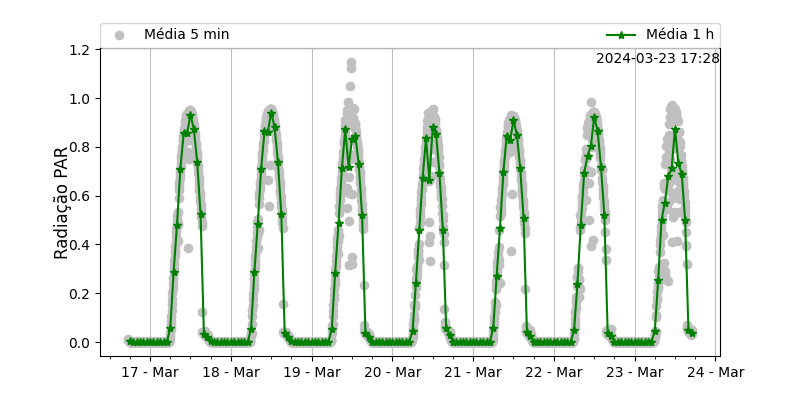 Média 5 min
Média 1 h
2024-03-23 17:28
Radiação PAR
1.2
1.0
0.8
0.6
0.4
0.2
0.0
17 - Mar
18 - Mar
19 - Mar
20 - Mar
21 - Mar
22 - Mar
23 - Mar
24 - Mar